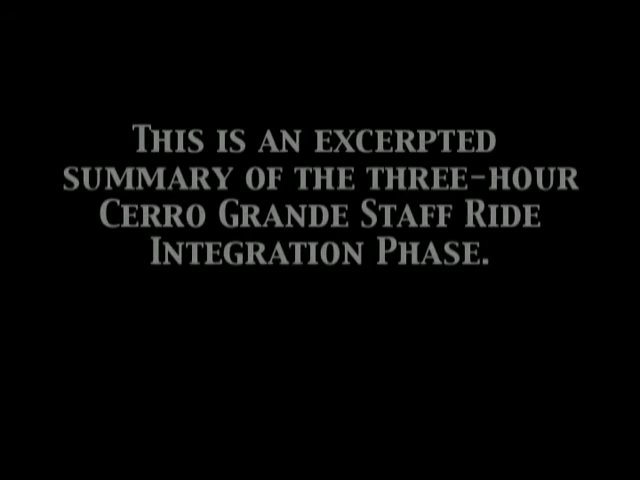 This is an excerpted
summary of the three-hour
Cerro Grande Staff Ride
Integration Phase.